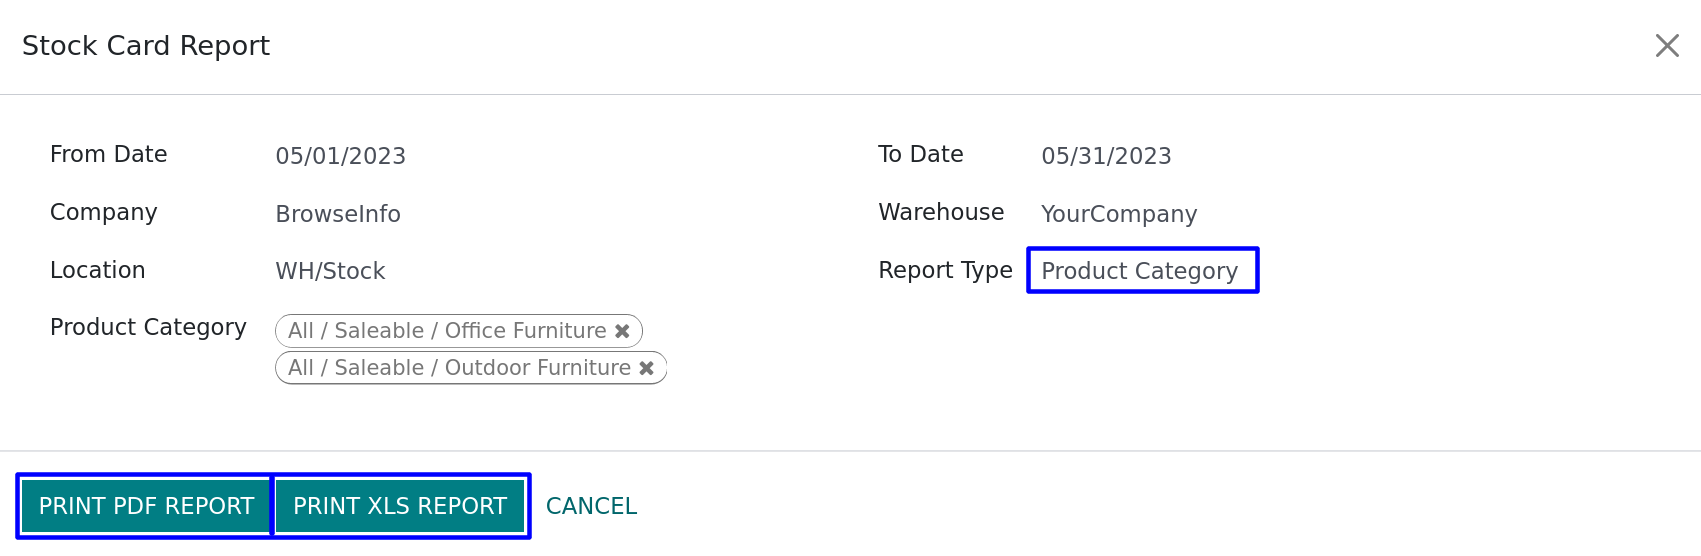 Stock Card Report
From Date 05/01/2023 To Date 05/31/2023
Company BrowseInfo Warehouse YourCompany
Location WH/Stock Report Type Product Category
Product Category All / Saleable / Office Furniture ✖
All / Saleable / Outdoor Furniture ✖
PRINT PDF REPORT PRINT XLS REPORT CANCEL